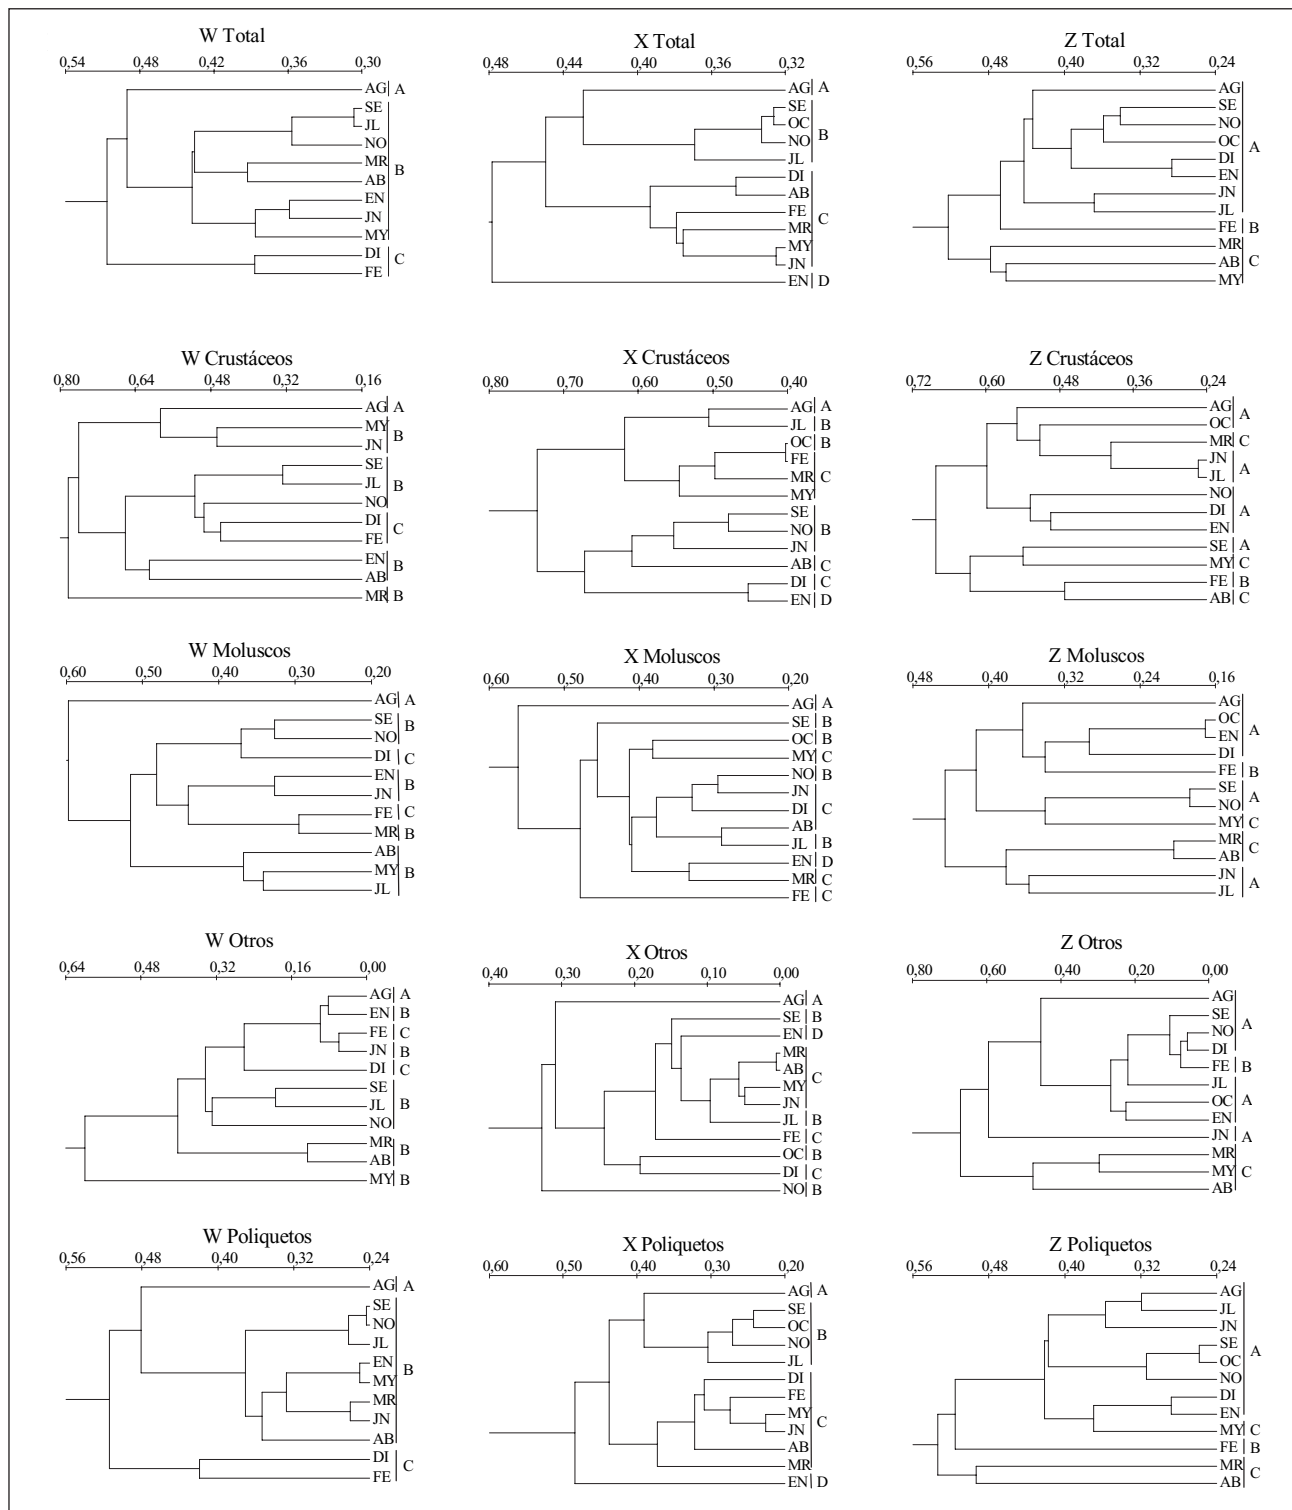 W Total
0,54 0,48 0,42 0,36 0,30
AG A
SE
JL
NO
MR B
AB
EN
JN
MY
DI C
FE
X Total
0,48 0,44 0,40 0,36 0,32
AG A
SE
OC B
NO
JL
DI
AB
FE C
MR
MY
JN
EN D
Z Total
0,56 0,48 0,40 0,32 0,24
AG
SE
NO
OC A
DI
EN
JN
JL
FE B
MR
AB C
MY
W Crustáceos
0,80 0,64 0,48 0,32 0,16
AG A
MY B
JN
SE
JL B
NO
DI C
FE
EN B
AB
MR B
X Crustáceos
0,80 0,70 0,60 0,50 0,40
AG A
JL B
OC B
FE
MR C
MY
SE
NO B
JN
AB C
DI C
EN D
Z Crustáceos
0,72 0,60 0,48 0,36 0,24
AG A
OC
MR C
JN A
JL
NO
DI A
EN
SE A
MY C
FE B
AB C
W Moluscos
0,60 0,50 0,40 0,30 0,20
AG A
SE B
NO
DI C
EN B
JN
FE C
MR B
AB
MY B
JL
X Moluscos
0,60 0,50 0,40 0,30 0,20
AG A
SE B
OC B
MY C
NO B
JN
DI C
AB
JL B
EN D
MR C
FE C
Z Moluscos
0,48 0,40 0,32 0,24 0,16
AG
OC
EN A
DI
FE B
SE A
NO
MY C
MR C
AB
JN A
JL
W Otros
0,64 0,48 0,32 0,16 0,00
AG A
EN B
FE C
JN B
DI C
SE
JL B
NO
MR B
AB
MY B
X Otros
0,40 0,30 0,20 0,10 0,00
AG A
SE B
EN D
MR
AB C
MY
JN
JL B
FE C
OC B
DI C
NO B
Z Otros
0,80 0,60 0,40 0,20 0,00
AG
SE A
NO
DI
FE B
JL
OC A
EN
JN A
MR
MY C
AB
W Poliquetos
0,56 0,48 0,40 0,32 0,24
AG A
SE
NO
JL
EN B
MY
MR
JN
AB
DI C
FE
X Poliquetos
0,60 0,50 0,40 0,30 0,20
AG A
SE
OC B
NO
JL
DI
FE
MY C
JN
AB
MR
EN D
Z Poliquetos
0,56 0,48 0,40 0,32 0,24
AG
JL
JN
SE A
OC
NO
DI
EN
MY C
FE B
MR C
AB